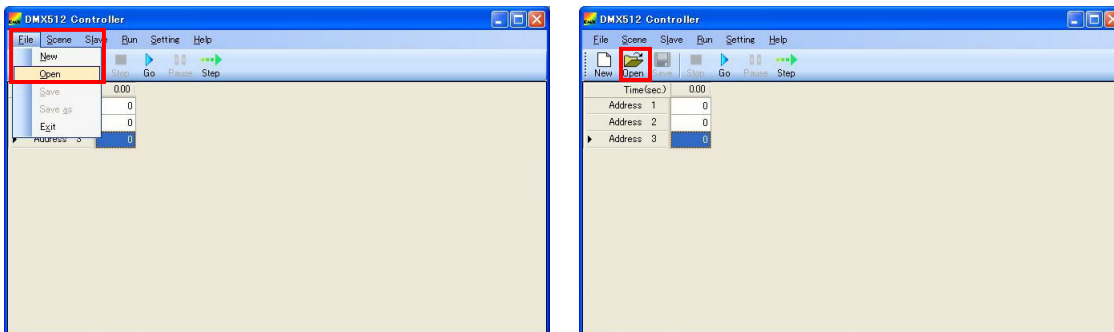 DMX512 Controller
File Scene Slave Run Setting Help
New
Open
Save
Save as
Exit
Stop Go Pause Step
0.00
0
0
Address 3 0
DMX512 Controller
File Scene Slave Run Setting Help
New Open Save Stop Go Pause Step
Time(sec.) 0.00
Address 1 0
Address 2 0
Address 3 0